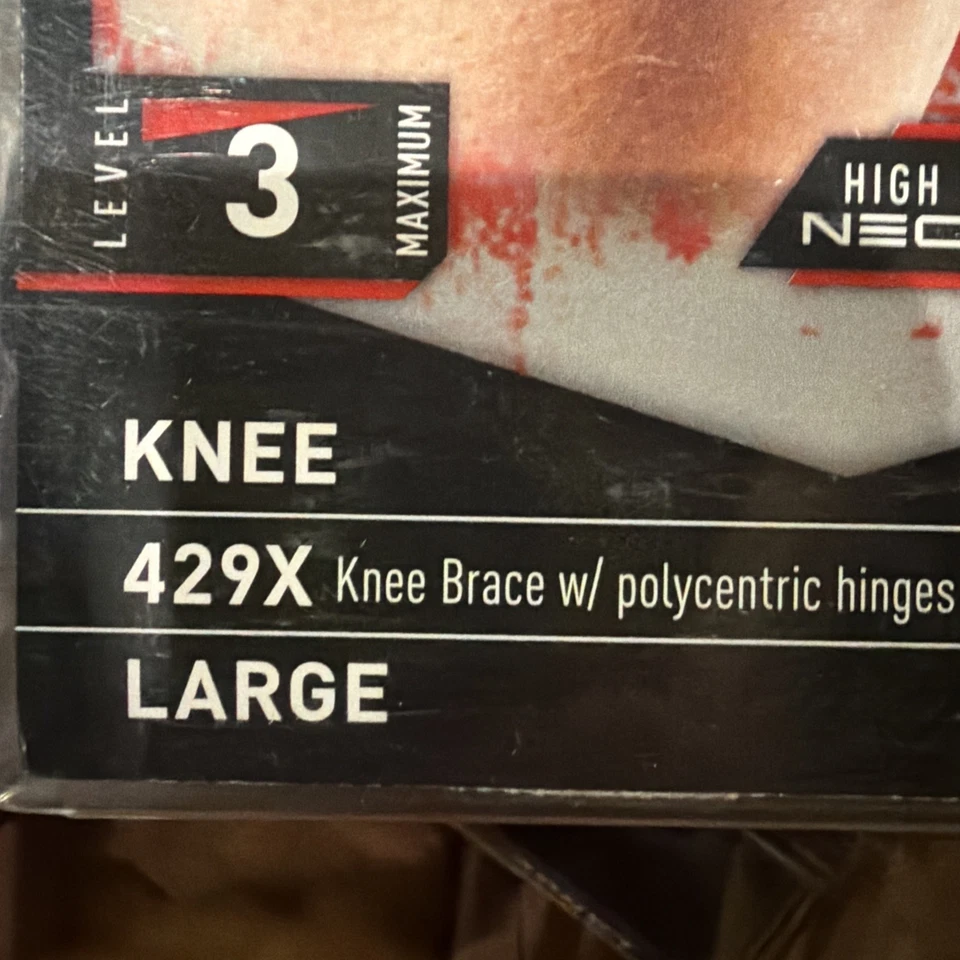 LEVEL
3
MAXIMUM
HIGH
KNEE
429X Knee Brace w/ polycentric hinges
LARGE